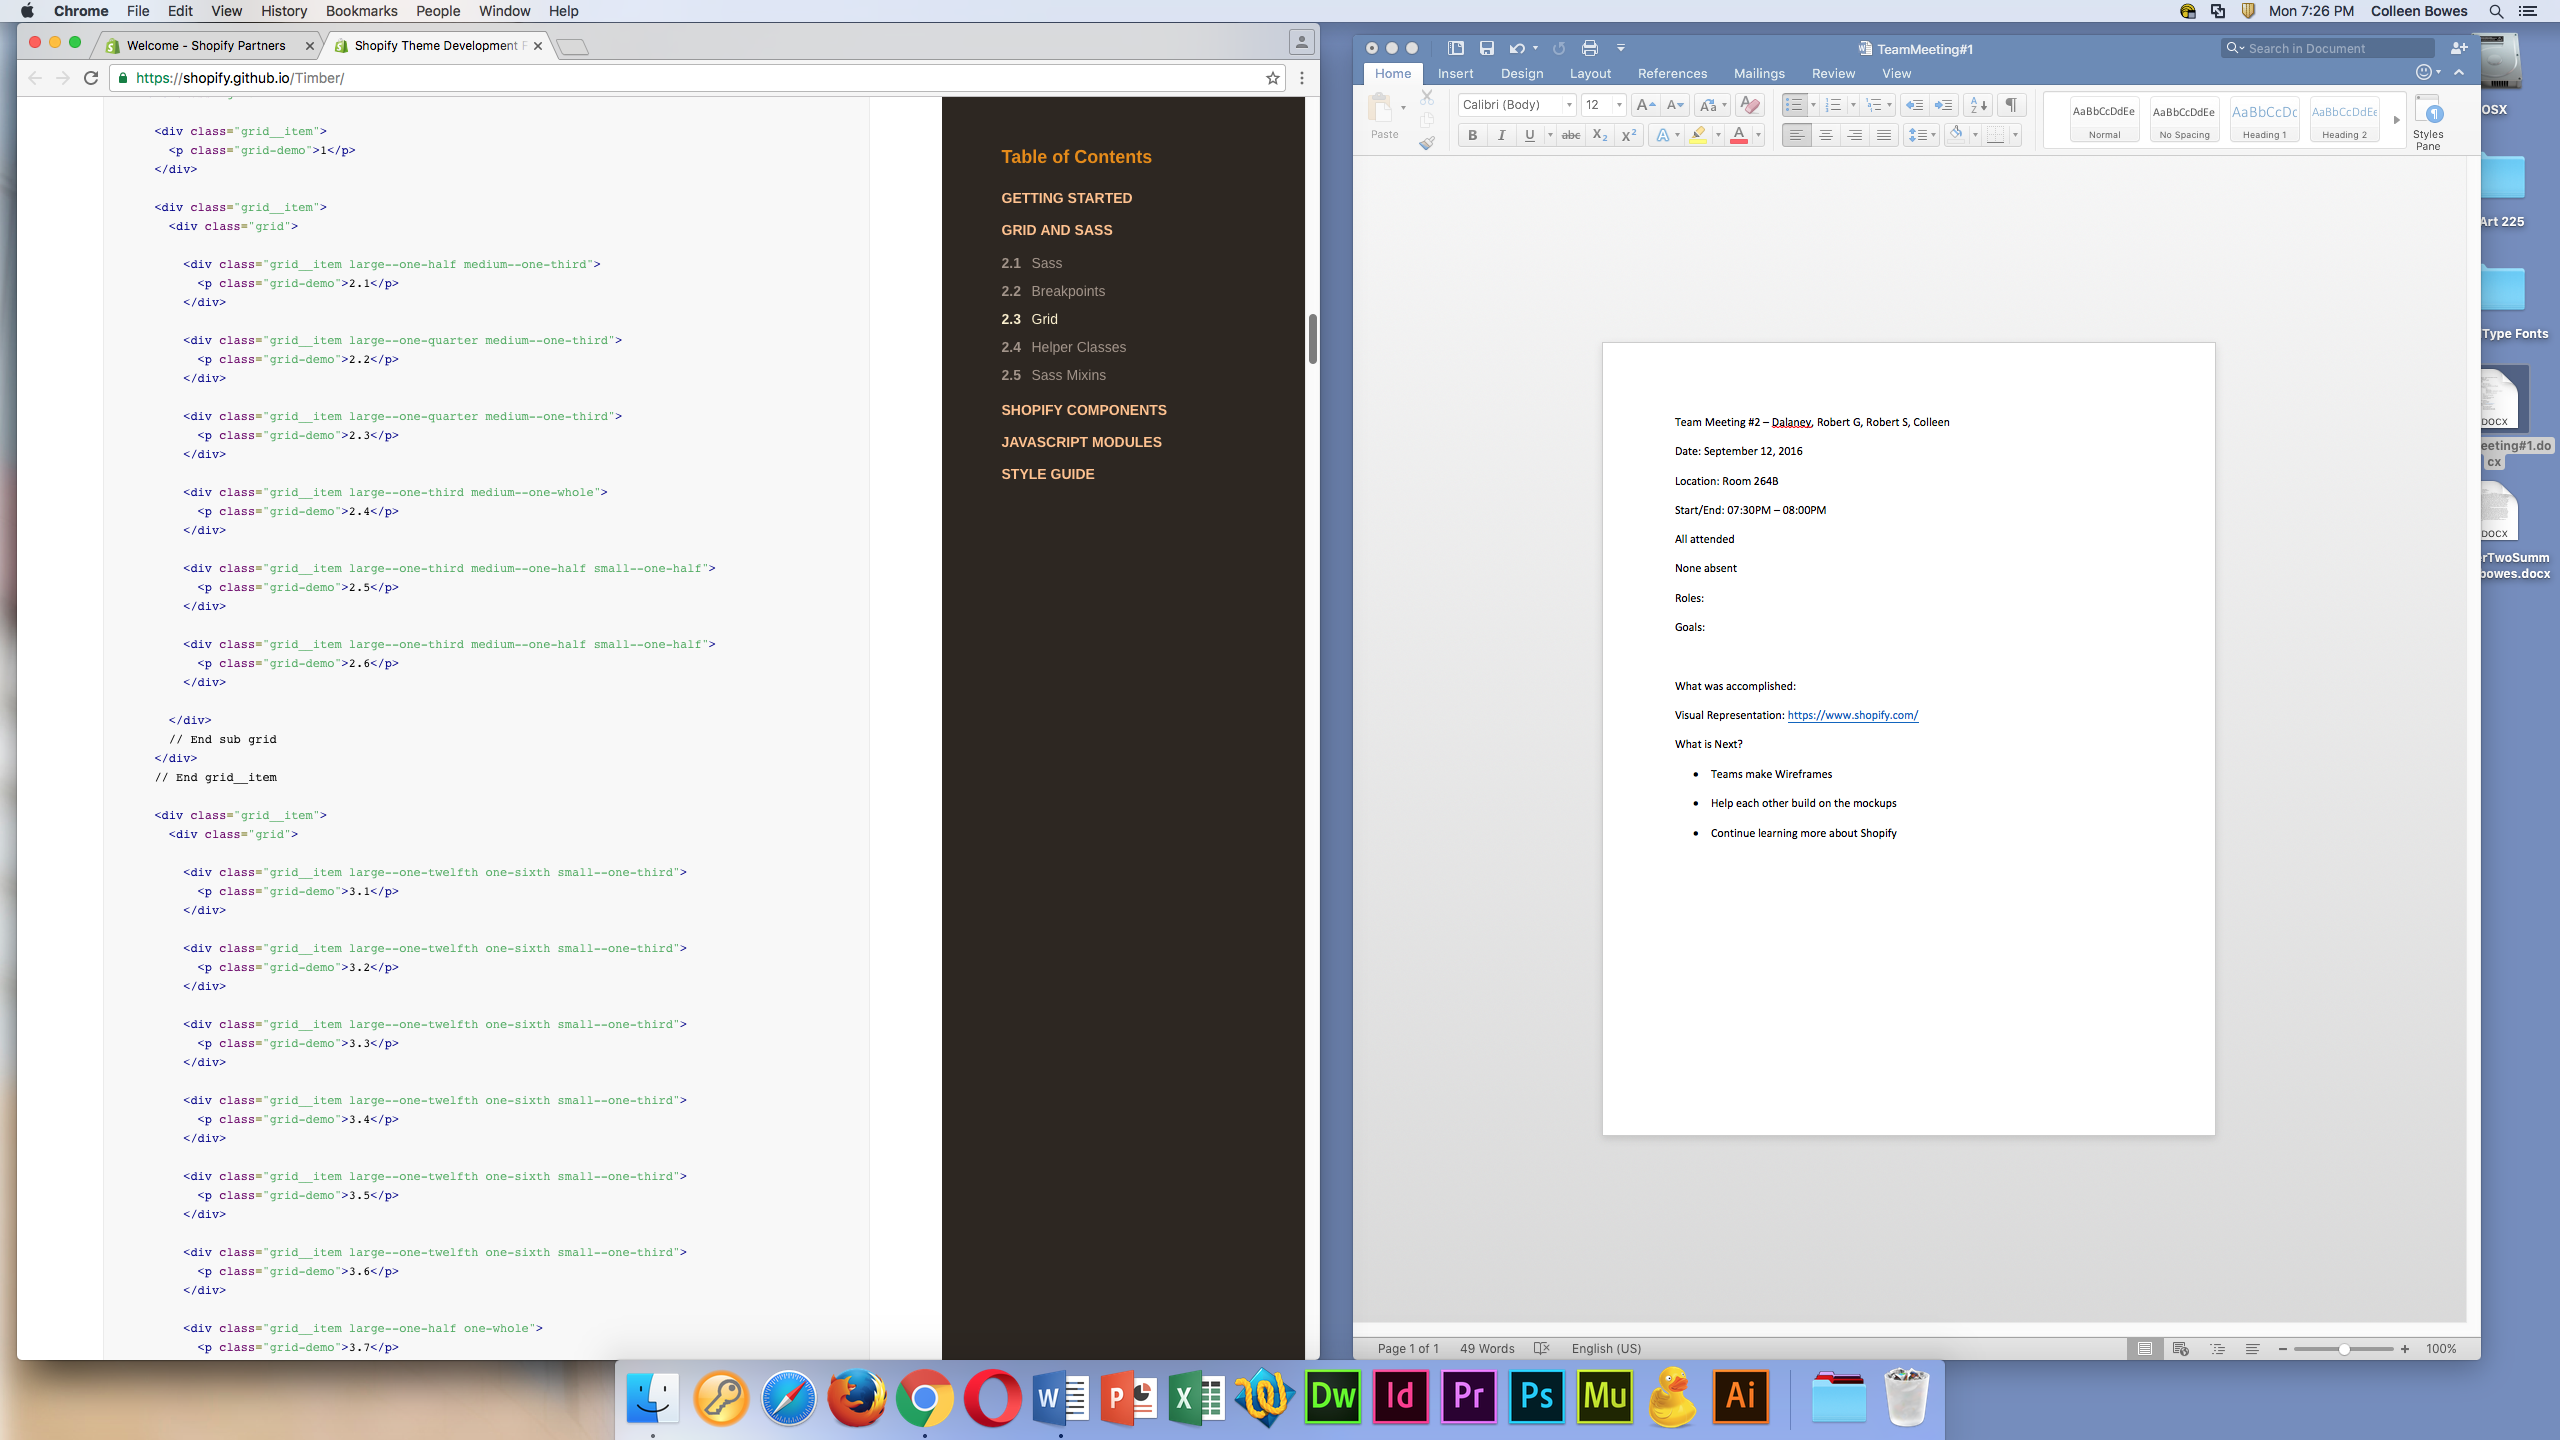 Chrome File Edit View History Bookmarks People Window Help
Mon 7:26 PM Colleen Bowes
Welcome - Shopify Partners
Shopify Theme Development F
https://shopify.github.io/Timber/
<div class="grid__item">
<p class="grid-demo">1</p>
</div>
<div class="grid__item">
<div class="grid">
<div class="grid__item large--one-half medium--one-third">
<p class="grid-demo">2.1</p>
</div>
<div class="grid__item large--one-quarter medium--one-third">
<p class="grid-demo">2.2</p>
</div>
<div class="grid__item large--one-quarter medium--one-third">
<p class="grid-demo">2.3</p>
</div>
<div class="grid__item large--one-third medium--one-whole">
<p class="grid-demo">2.4</p>
</div>
<div class="grid__item large--one-third medium--one-half small--one-half">
<p class="grid-demo">2.5</p>
</div>
<div class="grid__item large--one-third medium--one-half small--one-half">
<p class="grid-demo">2.6</p>
</div>
</div>
// End sub grid
</div>
// End grid__item
<div class="grid__item">
<div class="grid">
<div class="grid__item large--one-twelfth one-sixth small--one-third">
<p class="grid-demo">3.1</p>
</div>
<div class="grid__item large--one-twelfth one-sixth small--one-third">
<p class="grid-demo">3.2</p>
</div>
<div class="grid__item large--one-twelfth one-sixth small--one-third">
<p class="grid-demo">3.3</p>
</div>
<div class="grid__item large--one-twelfth one-sixth small--one-third">
<p class="grid-demo">3.4</p>
</div>
<div class="grid__item large--one-twelfth one-sixth small--one-third">
<p class="grid-demo">3.5</p>
</div>
<div class="grid__item large--one-twelfth one-sixth small--one-third">
<p class="grid-demo">3.6</p>
</div>
<div class="grid__item large--one-half one-whole">
<p class="grid-demo">3.7</p>
Table of Contents
GETTING STARTED
GRID AND SASS
2.1 Sass
2.2 Breakpoints
2.3 Grid
2.4 Helper Classes
2.5 Sass Mixins
SHOPIFY COMPONENTS
JAVASCRIPT MODULES
STYLE GUIDE
TeamMeeting#1
Search in Document
Home Insert Design Layout References Mailings Review View
Paste
Calibri (Body) 12
B I U abc X2 X2
AaBbCcDdEe AaBbCcDdEe AaBbCcDc AaBbCcDdEe
Normal No Spacing Heading 1 Heading 2
Styles
Pane
Team Meeting #2 – Dalaney, Robert G, Robert S, Colleen
Date: September 12, 2016
Location: Room 264B
Start/End: 07:30PM – 08:00PM
All attended
None absent
Roles:
Goals:
What was accomplished:
Visual Representation: https://www.shopify.com/
What is Next?
• Teams make Wireframes
• Help each other build on the mockups
• Continue learning more about Shopify
Page 1 of 1 49 Words English (US)
100%
OSX
Art 225
Type Fonts
DOCX
eeting#1.do
cx
DOCX
rTwoSumm
bowes.docx
W P X Dw Id Pr Ps Mu Ai